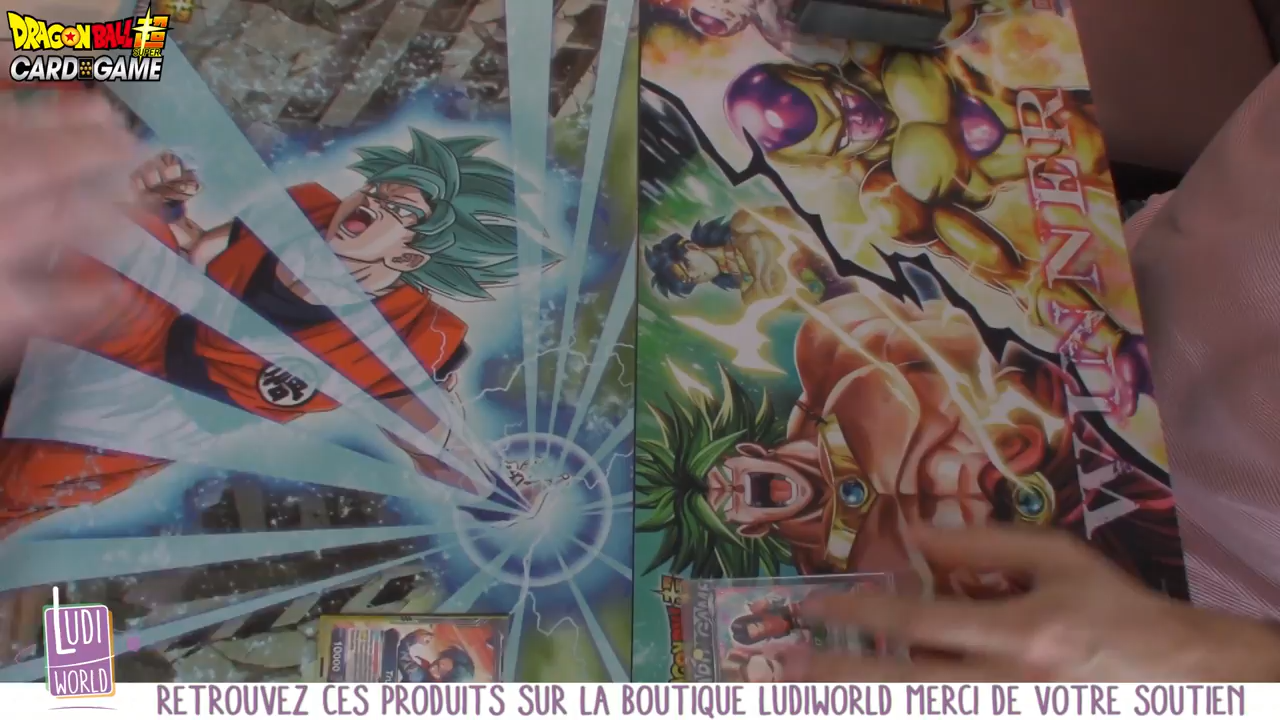 DRAGON BALL
SUPER
CARD GAME
WINNER
10000
LUDI
WORLD
RETROUVEZ CES PRODUITS SUR LA BOUTIQUE LUDIWORLD MERCI DE VOTRE SOUTIEN